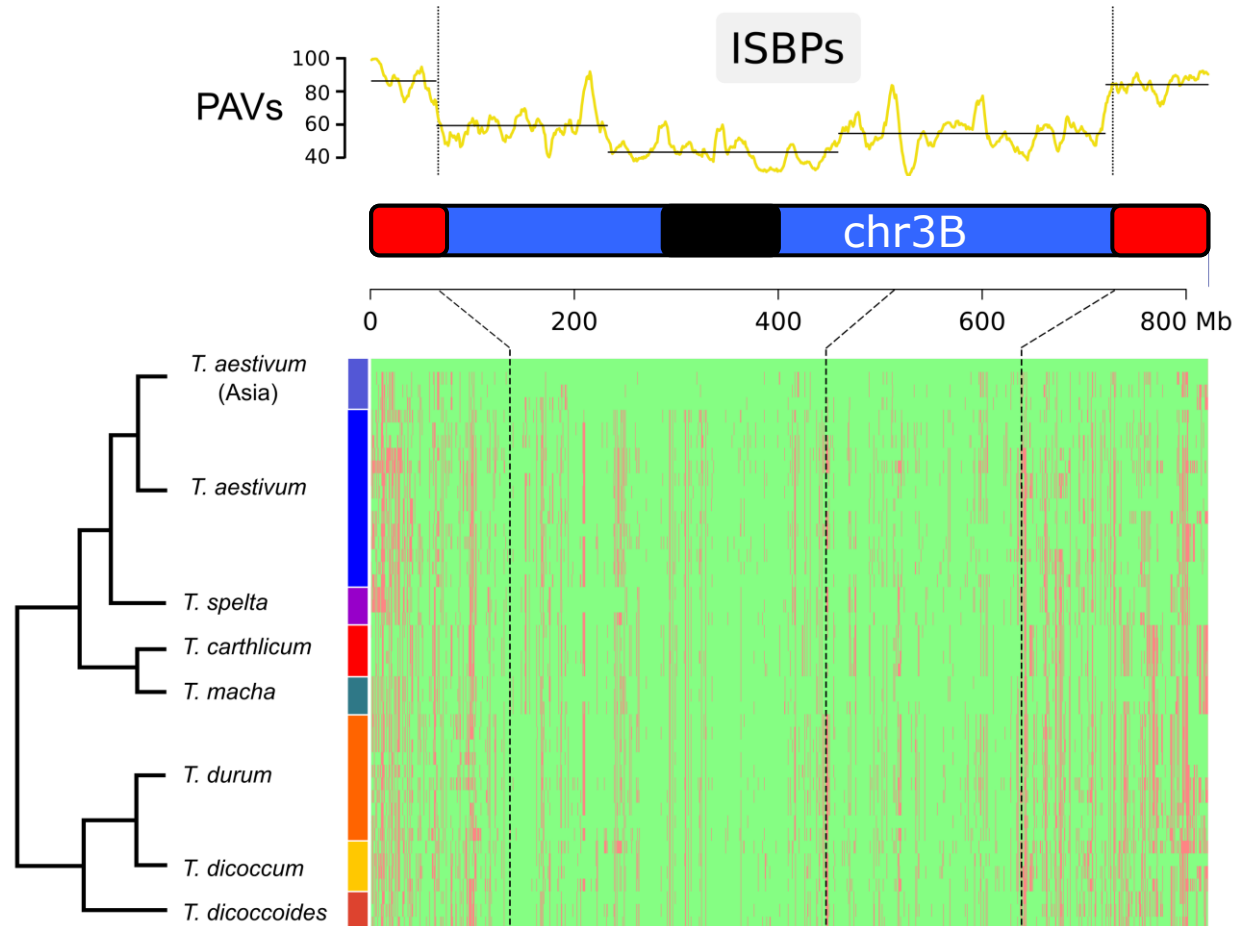 ISBPs
PAVs
100
80
60
40
chr3B
0 200 400 600 800 Mb
T. aestivum
(Asia)
T. aestivum
T. spelta
T. carthlicum
T. macha
T. durum
T. dicoccum
T. dicoccoides